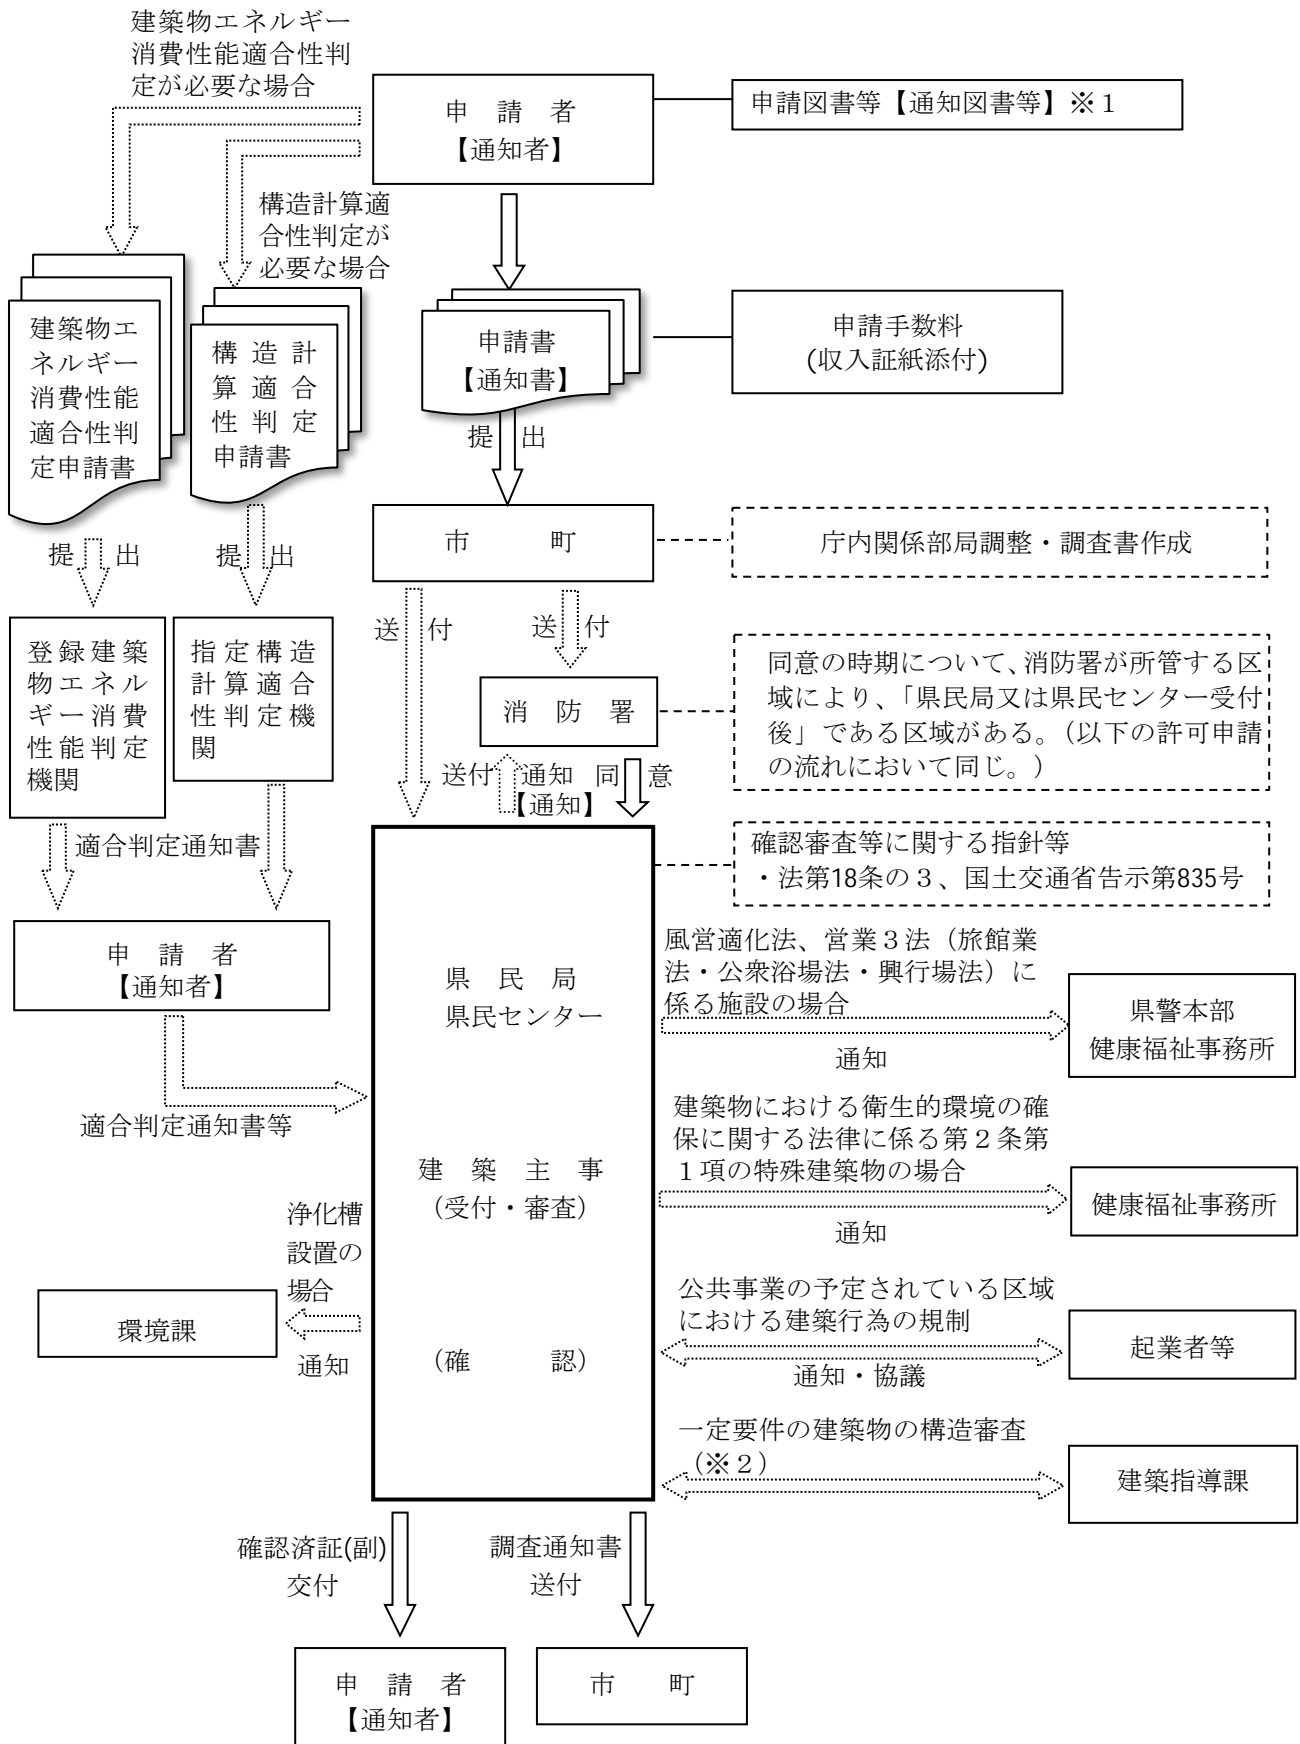 建築物エネルギー
消費性能適合性判
定が必要な場合
申　請　者
【通知者】
申請図書等【通知図書等】※１
構造計算適
合性判定が
必要な場合
建築物エ
ネルギー
消費性能
適合性判
定申請書
構造計
算適合
性判定
申請書
申請書
【通知書】
申請手数料
(収入証紙添付)
提　出
提　出
提　出
市　　町
庁内関係部局調整・調査書作成
送　付
送　付
登録建築
物エネル
ギー消費
性能判定
機関
指定構造
計算適合
性判定機
関
消　防　署
同意の時期について、消防署が所管する区
域により、「県民局又は県民センター受付
後」である区域がある。（以下の許可申請
の流れにおいて同じ。）
送付　通知　同　意
【通知】
適合判定通知書
確認審査等に関する指針等
・法第18条の３、国土交通省告示第835号
申　請　者
【通知者】
県　民　局
県民センター
風営適化法、営業３法（旅館業
法・公衆浴場法・興行場法）に
係る施設の場合
通知
県警本部
健康福祉事務所
適合判定通知書等
建　築　主　事
（受付・審査）
建築物における衛生的環境の確
保に関する法律に係る第２条第
１項の特殊建築物の場合
通知
健康福祉事務所
浄化槽
設置の
場合
通知
環境課
（確　　認）
公共事業の予定されている区域
における建築行為の規制
通知・協議
起業者等
一定要件の建築物の構造審査
（※２）
建築指導課
確認済証(副)
交付
調査通知書
送付
申　請　者
【通知者】
市　　町